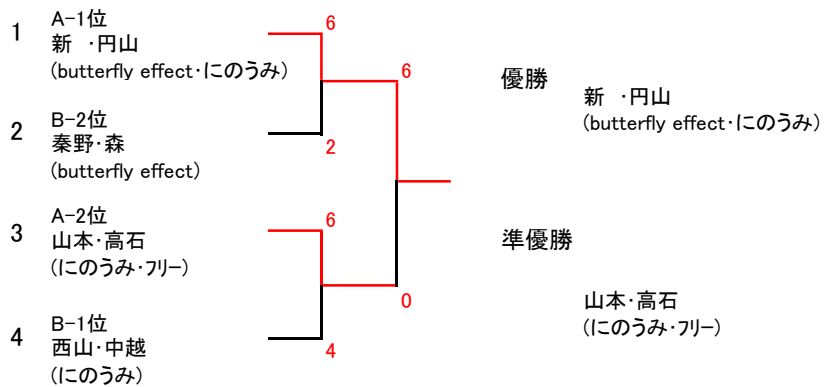 1
A-1位
新　・円山
(butterfly effect・にのうみ)
6
2
B-2位
秦野・森
(butterfly effect)
2
3
A-2位
山本・高石
(にのうみ・フリー)
6
4
B-1位
西山・中越
(にのうみ)
4
6
0
優勝
新　・円山
(butterfly effect・にのうみ)
準優勝
山本・高石
(にのうみ・フリー)